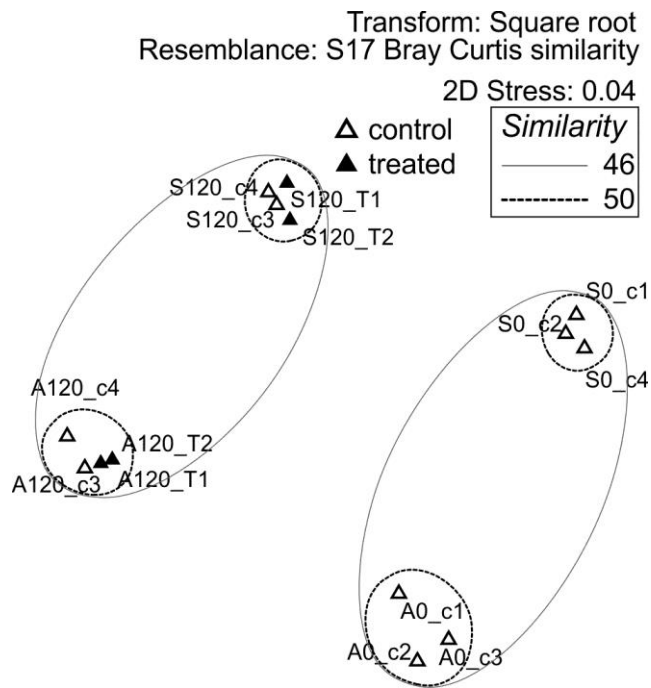 Transform: Square root
Resemblance: S17 Bray Curtis similarity
2D Stress: 0.04
control
treated
Similarity
46
50
S120_c4
S120_T1
S120_c3
S120_T2
S0_c1
S0_c2
S0_c4
A120_c4
A120_T2
A120_c3
A120_T1
A0_c1
A0_c2
A0_c3